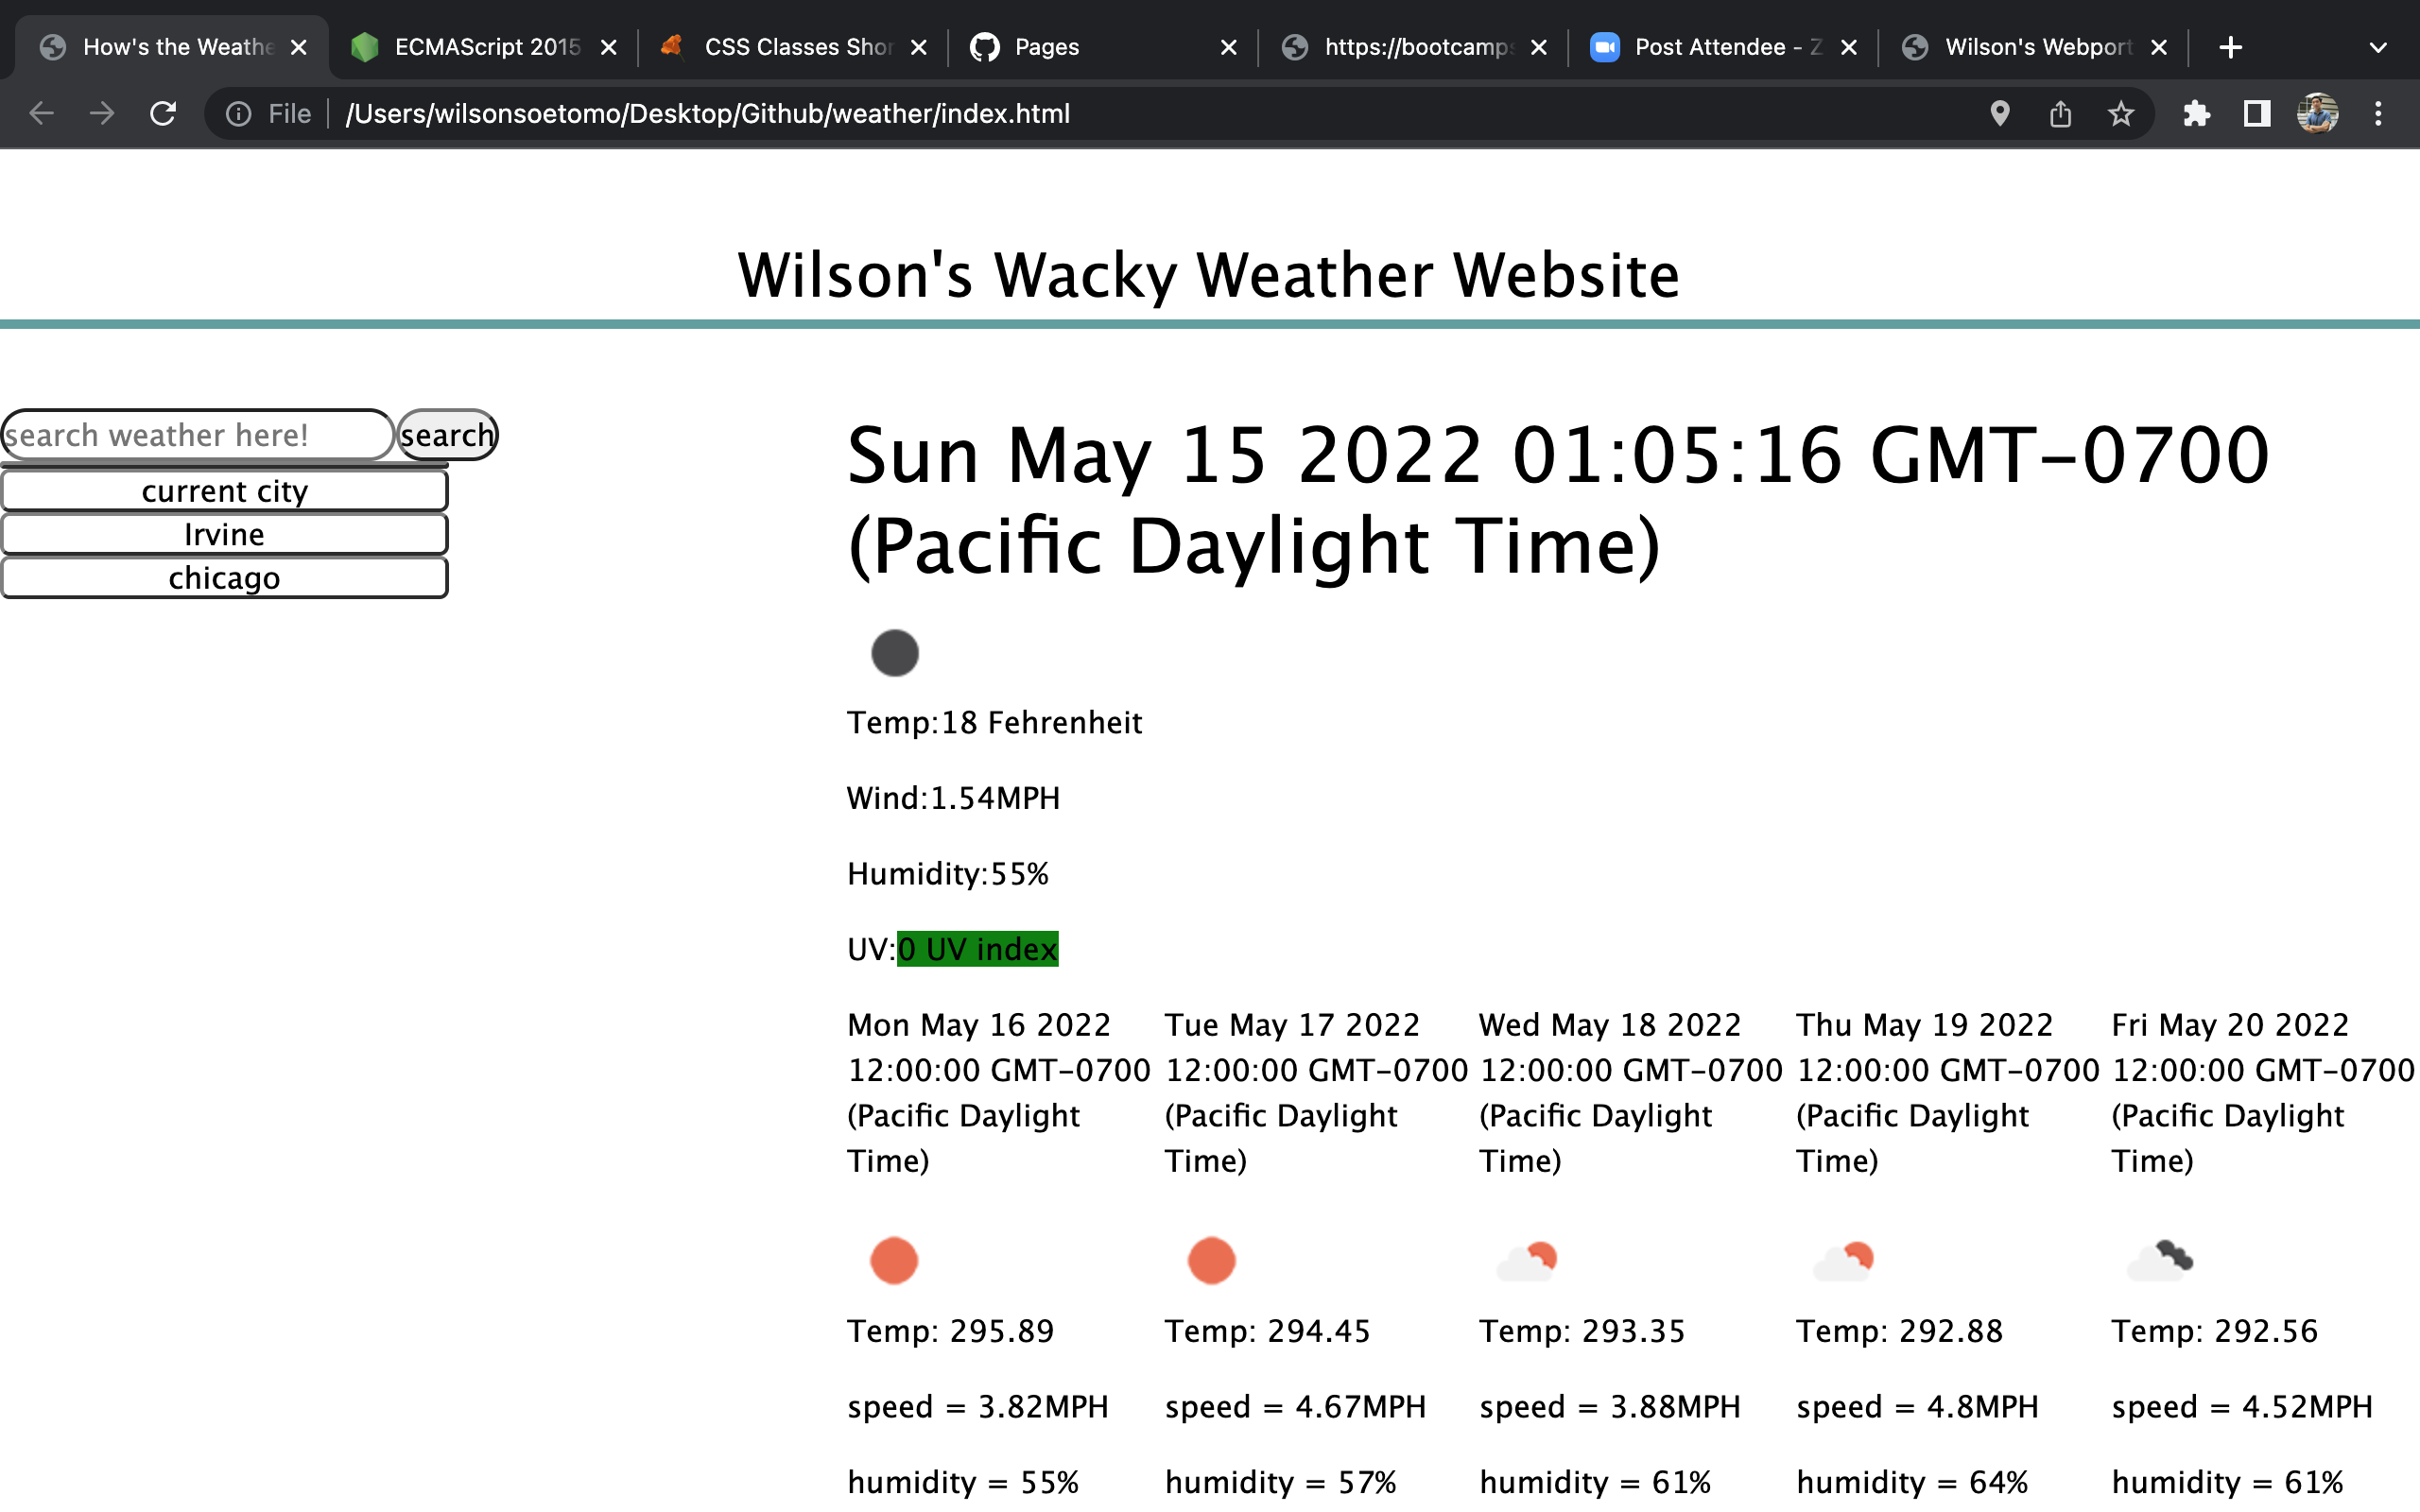 How's the Weathe
ECMAScript 2015
CSS Classes Shor
Pages
https://bootcamps
Post Attendee - Z
Wilson's Webport
File
/Users/wilsonsoetomo/Desktop/Github/weather/index.html
Wilson's Wacky Weather Website
search weather here!
search
current city
Irvine
chicago
Sun May 15 2022 01:05:16 GMT-0700
(Pacific Daylight Time)
Temp:18 Fehrenheit
Wind:1.54MPH
Humidity:55%
UV:0 UV index
Mon May 16 2022
12:00:00 GMT-0700
(Pacific Daylight
Time)
Temp: 295.89
speed = 3.82MPH
humidity = 55%
Tue May 17 2022
12:00:00 GMT-0700
(Pacific Daylight
Time)
Temp: 294.45
speed = 4.67MPH
humidity = 57%
Wed May 18 2022
12:00:00 GMT-0700
(Pacific Daylight
Time)
Temp: 293.35
speed = 3.88MPH
humidity = 61%
Thu May 19 2022
12:00:00 GMT-0700
(Pacific Daylight
Time)
Temp: 292.88
speed = 4.8MPH
humidity = 64%
Fri May 20 2022
12:00:00 GMT-0700
(Pacific Daylight
Time)
Temp: 292.56
speed = 4.52MPH
humidity = 61%